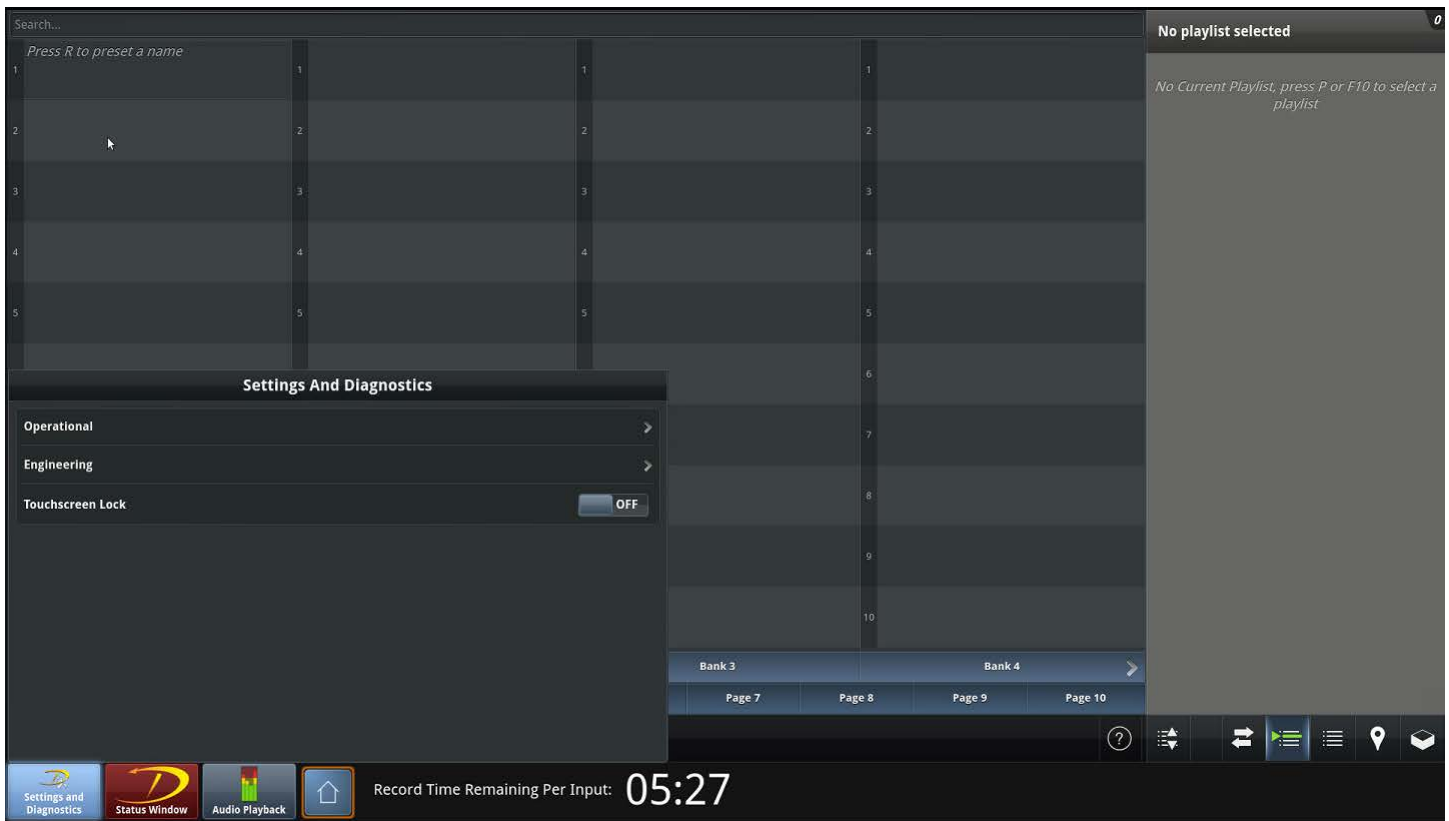 Search...
0
No playlist selected
Press R to preset a name
No Current Playlist, press P or F10 to select a
playlist
1
1
1
1
2
2
2
2
3
3
3
3
4
4
4
4
5
5
5
5
6
7
8
9
10
Settings And Diagnostics
Operational
Engineering
Touchscreen Lock
OFF
Bank 3
Bank 4
Page 7
Page 8
Page 9
Page 10
?
Settings and
Diagnostics
Status Window
Audio Playback
Record Time Remaining Per Input:
05:27